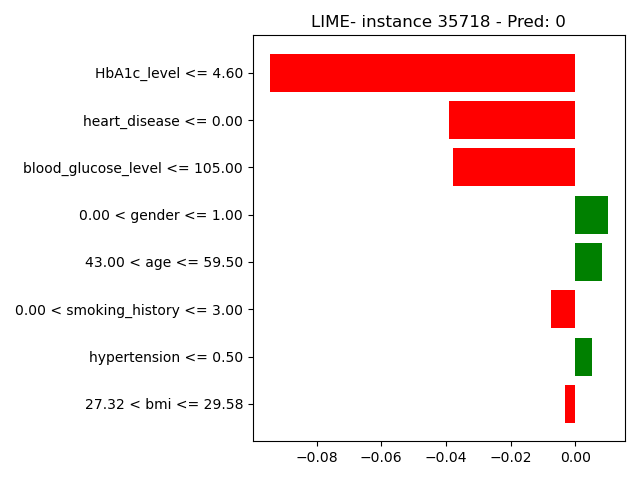 LIME- instance 35718 - Pred: 0
HbA1c_level <= 4.60
heart_disease <= 0.00
blood_glucose_level <= 105.00
0.00 < gender <= 1.00
43.00 < age <= 59.50
0.00 < smoking_history <= 3.00
hypertension <= 0.50
27.32 < bmi <= 29.58
−0.08 −0.06 −0.04 −0.02 0.00